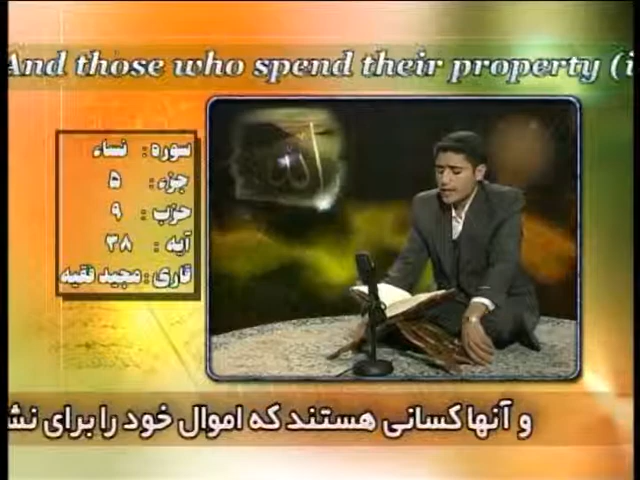 And those who spend their property (i
سوره : نساء
جزء : ۵
حزب : ۹
آیه : ۳۸
قاری : مجید فقیه
الله
و آنها کسانی هستند که اموال خود را برای نش